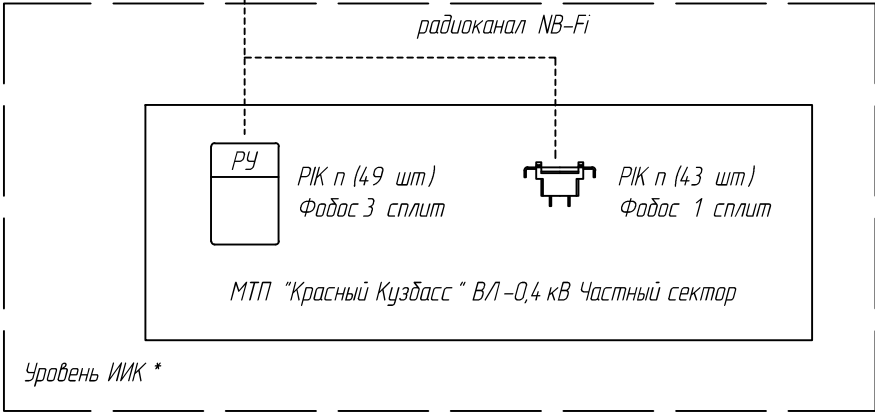 радиоканал NB-Fi
РУ
PIK n (49 шт)
Фобос 3 сплит
PIK n (43 шт)
Фобос 1 сплит
МТП "Красный Кузбасс" ВЛ-0,4 кВ Частный сектор
Уровень ИИК *